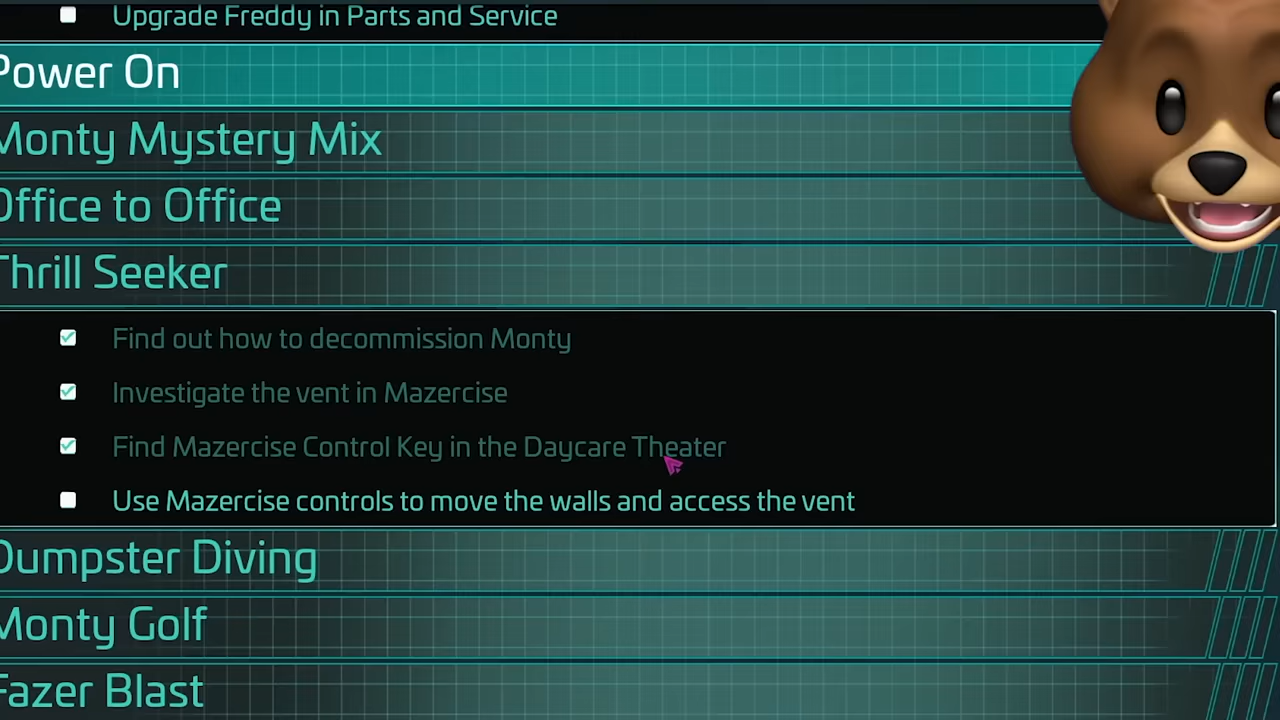 Upgrade Freddy in Parts and Service
Power On
Monty Mystery Mix
Office to Office
Thrill Seeker
Find out how to decommission Monty
Investigate the vent in Mazercise
Find Mazercise Control Key in the Daycare Theater
Use Mazercise controls to move the walls and access the vent
Dumpster Diving
Monty Golf
Fazer Blast